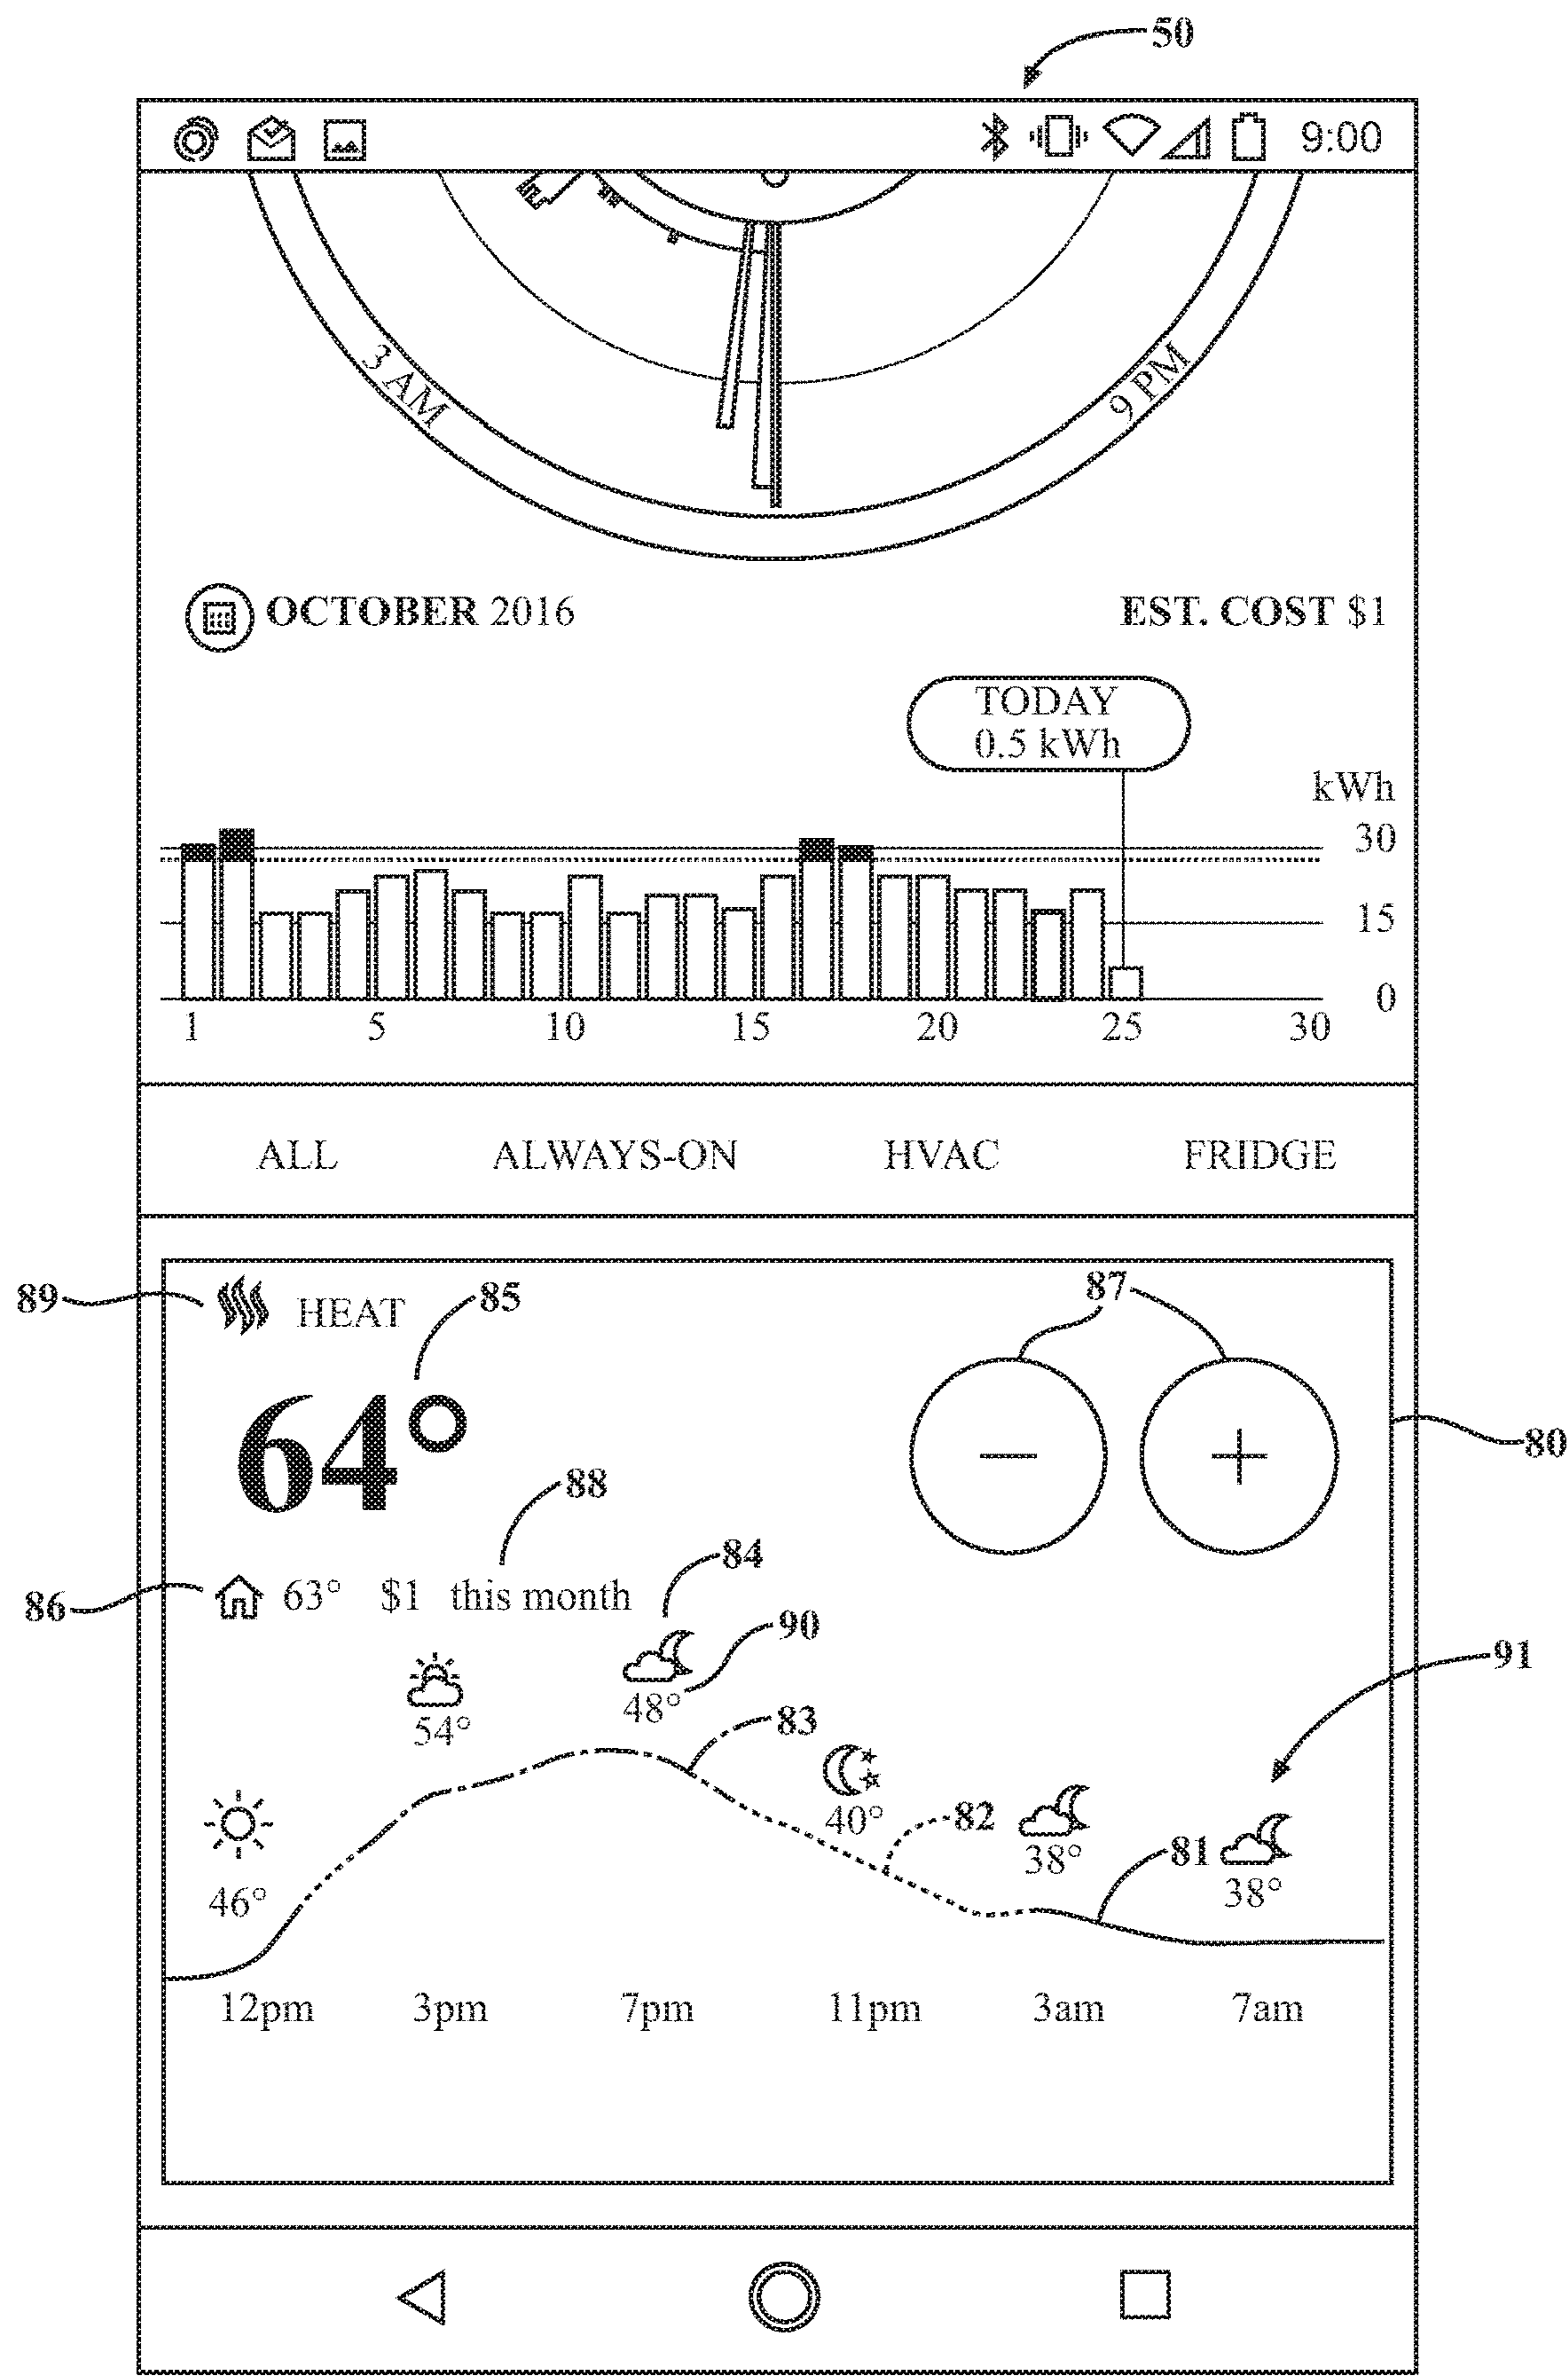 50
9:00
3 AM
9 PM
OCTOBER 2016 EST. COST $1
TODAY
0.5 kWh
kWh
30
15
0
1 5 10 15 20 25 30
ALL ALWAYS-ON HVAC FRIDGE
89 HEAT 85 87
64°
80
88
84
86 63° $1 this month
90
91
48°
54°
83
40° 82
38° 81
38°
46°
12pm 3pm 7pm 11pm 3am 7am